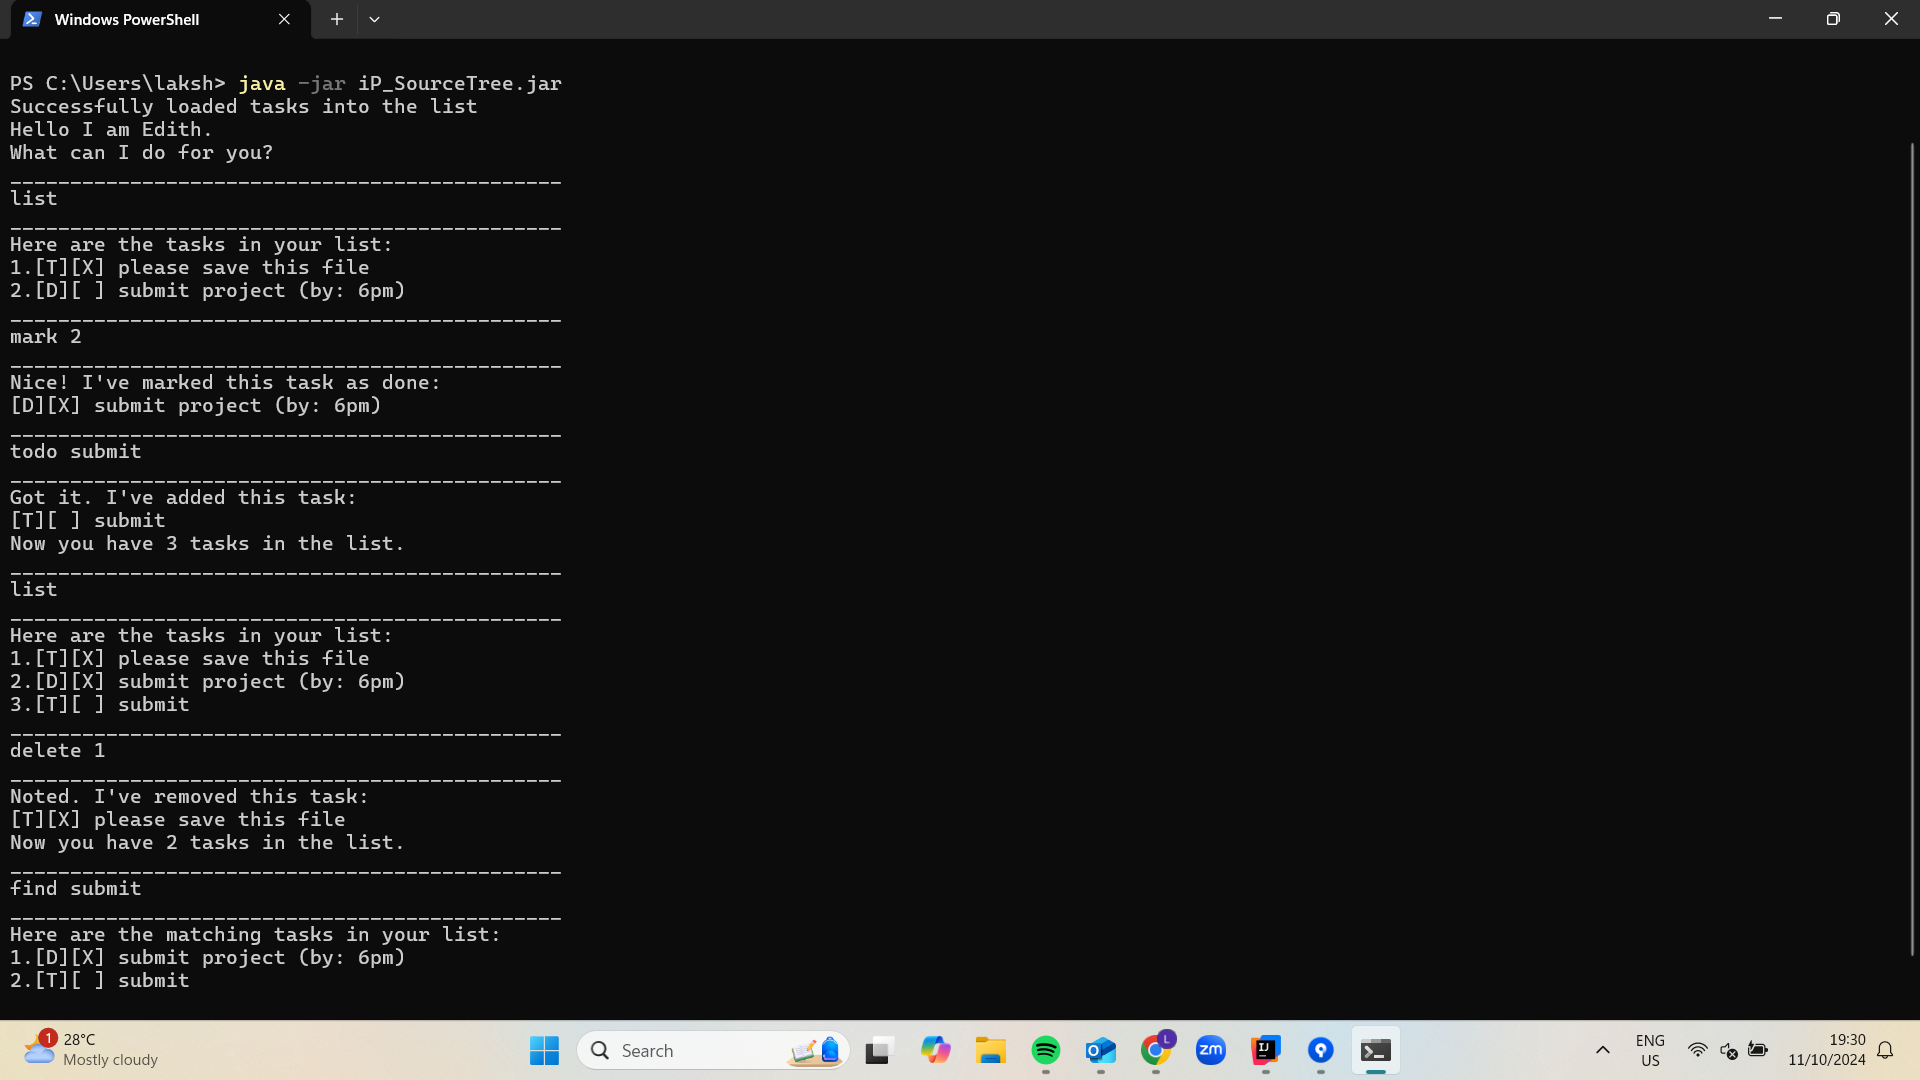 Windows PowerShell
PS C:\Users\laksh> java -jar iP_SourceTree.jar
Successfully loaded tasks into the list
Hello I am Edith.
What can I do for you?
______________________________________________
list
______________________________________________
Here are the tasks in your list:
1.[T][X] please save this file
2.[D][ ] submit project (by: 6pm)
______________________________________________
mark 2
______________________________________________
Nice! I've marked this task as done:
[D][X] submit project (by: 6pm)
______________________________________________
todo submit
______________________________________________
Got it. I've added this task:
[T][ ] submit
Now you have 3 tasks in the list.
______________________________________________
list
______________________________________________
Here are the tasks in your list:
1.[T][X] please save this file
2.[D][X] submit project (by: 6pm)
3.[T][ ] submit
______________________________________________
delete 1
______________________________________________
Noted. I've removed this task:
[T][X] please save this file
Now you have 2 tasks in the list.
______________________________________________
find submit
______________________________________________
Here are the matching tasks in your list:
1.[D][X] submit project (by: 6pm)
2.[T][ ] submit
1
28°C
Mostly cloudy
Search
L
zm
IJ
ENG
US
19:30
11/10/2024